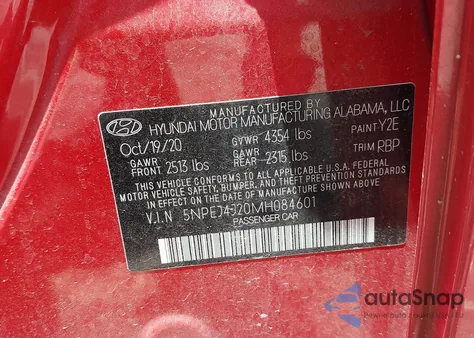 MANUFACTURED BY
HYUNDAI MOTOR MANUFACTURING ALABAMA, LLC
Oct/19/20 GVWR 4354 lbs PAINT Y2E
GAWR FRONT 2513 lbs GAWR REAR 2315 lbs TRIM RBP
THIS VEHICLE CONFORMS TO ALL APPLICABLE U.S.A. FEDERAL
MOTOR VEHICLE SAFETY, BUMPER, AND THEFT PREVENTION
STANDARDS IN EFFECT ON THE DATE OF MANUFACTURE SHOWN ABOVE.
V.I.N 5NPEJ4J20MH084601
PASSENGER CAR
autoSnap